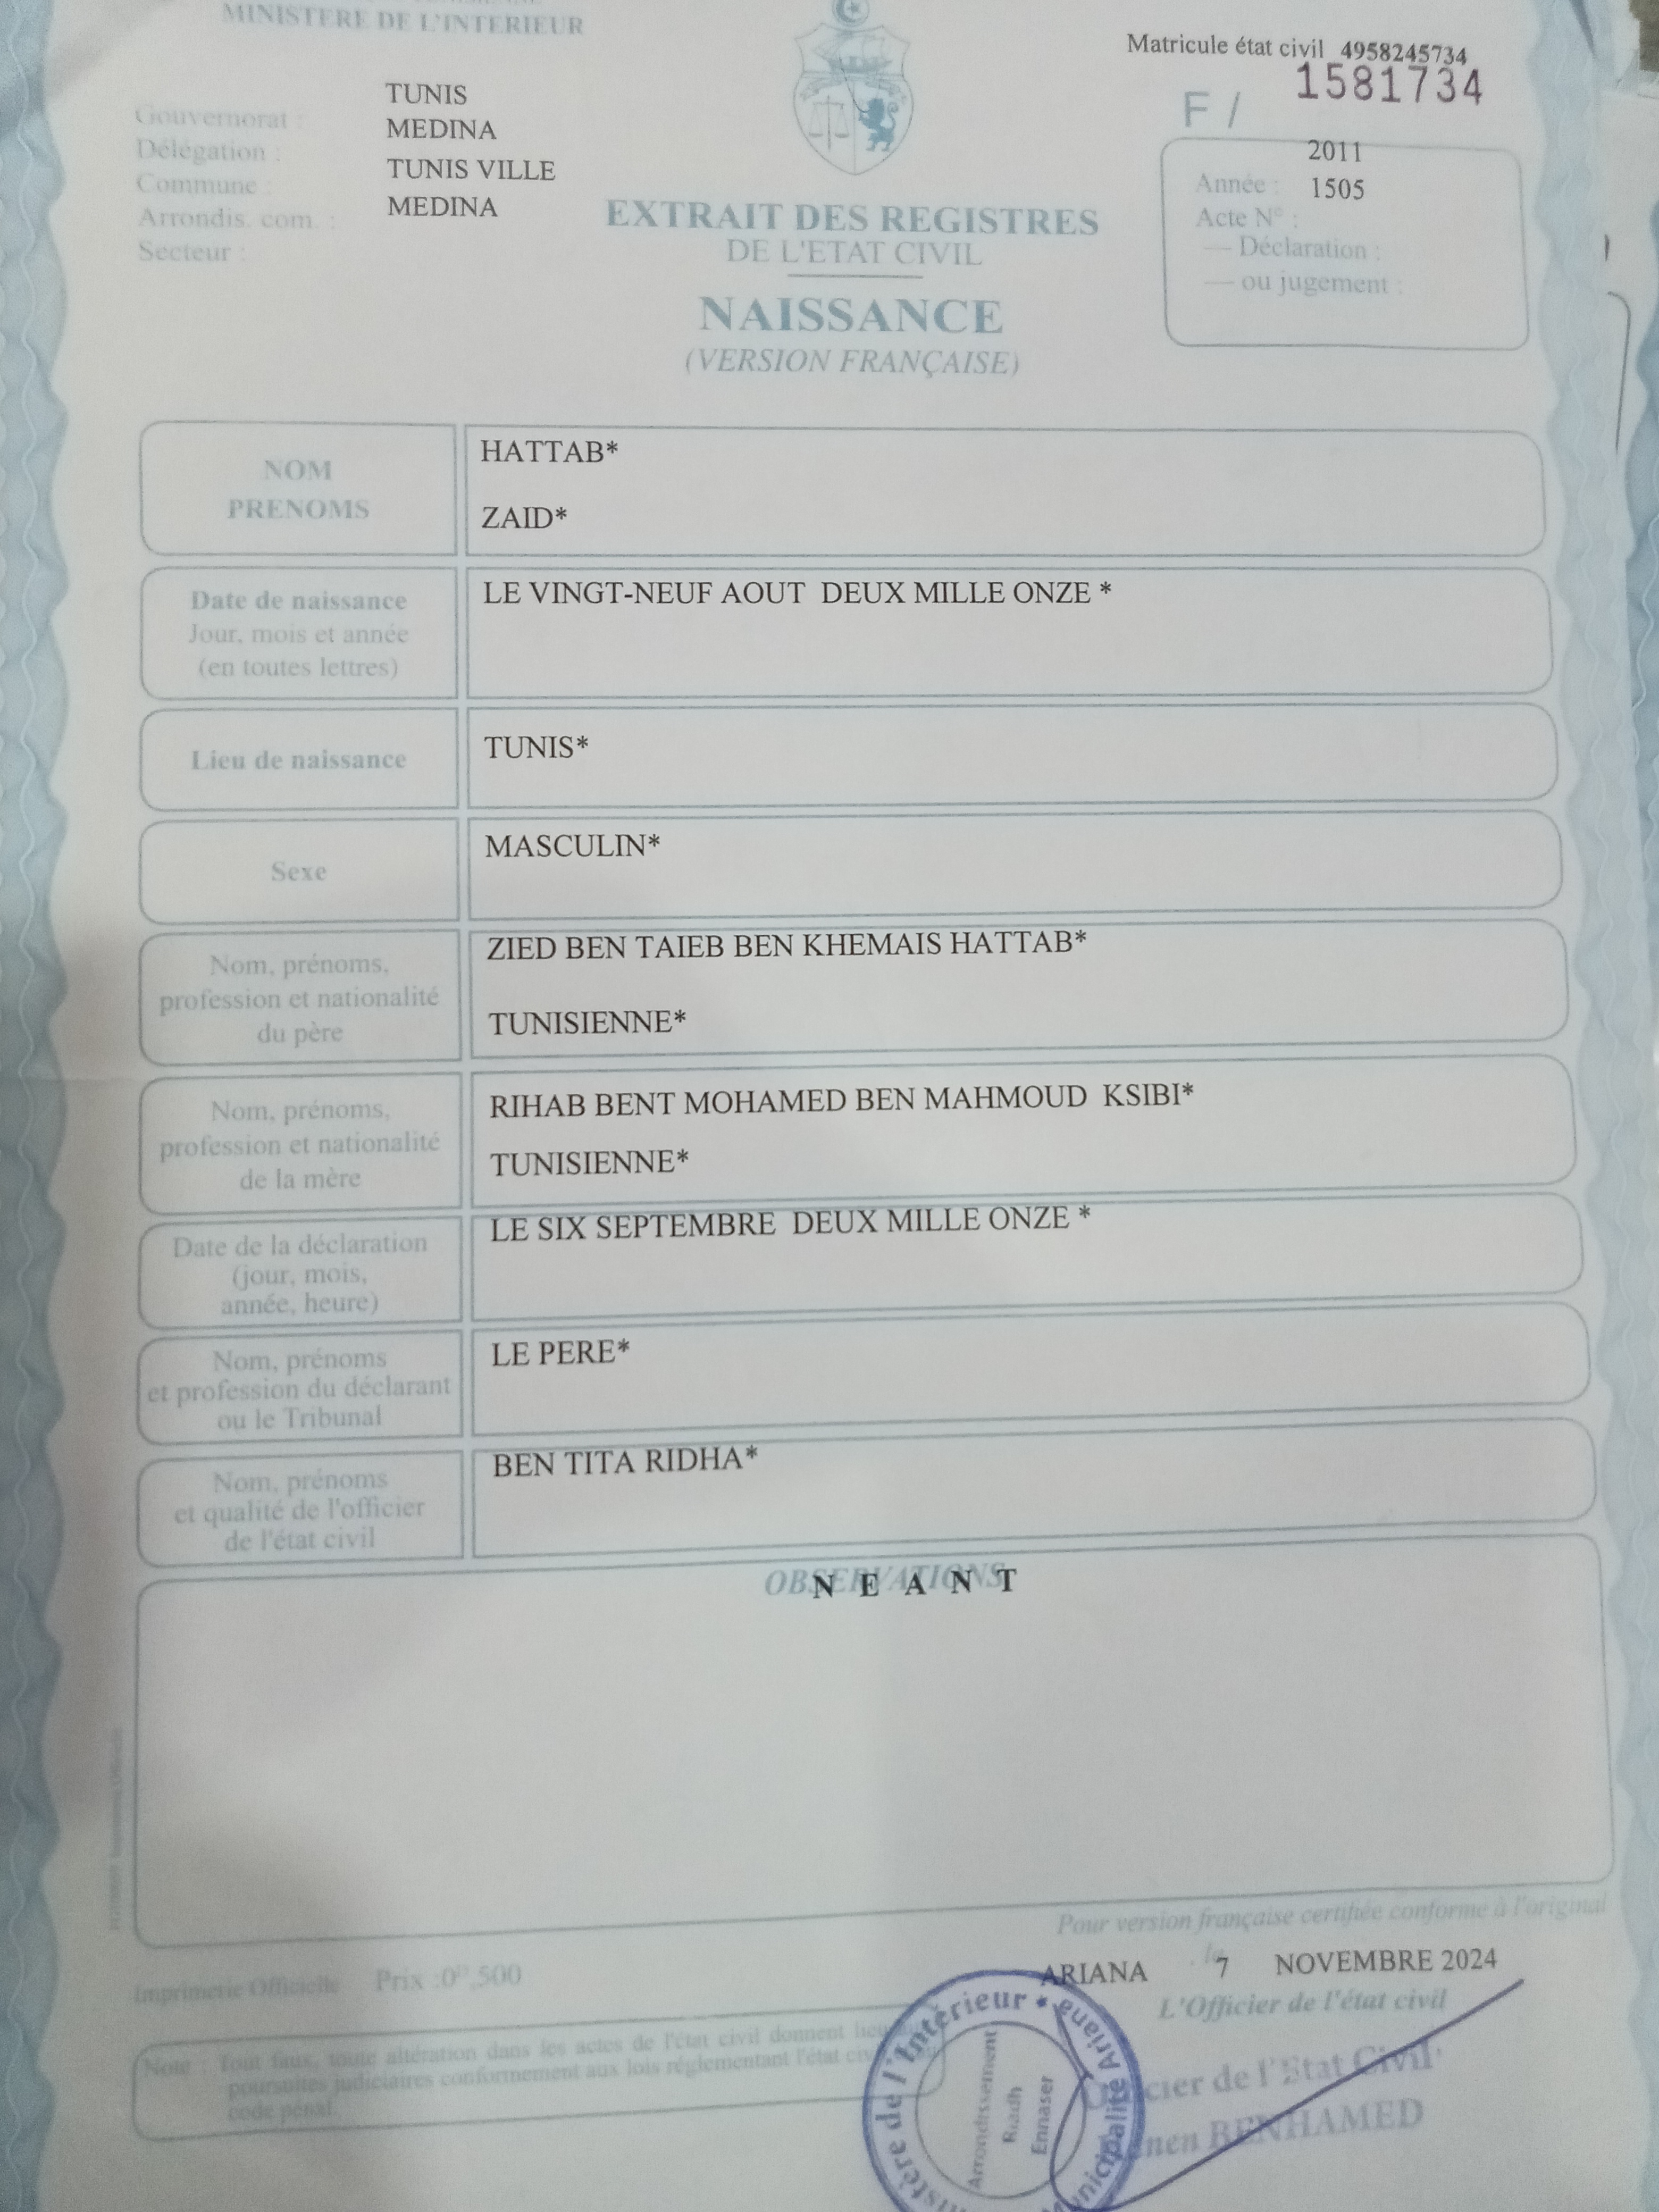 MINISTERE DE L'INTERIEUR
Matricule état civil 4958245734
F / 1581734
Gouvernorat : TUNIS
Délégation : MEDINA
Commune : TUNIS VILLE
Arrondis. com. : MEDINA
Secteur :
2011
Année : 1505
Acte N° :
— Déclaration :
— ou jugement :
EXTRAIT DES REGISTRES
DE L'ETAT CIVIL
NAISSANCE
(VERSION FRANÇAISE)
NOM
PRENOMS
HATTAB*
ZAID*
Date de naissance
Jour, mois et année
(en toutes lettres)
LE VINGT-NEUF AOUT DEUX MILLE ONZE *
Lieu de naissance
TUNIS*
Sexe
MASCULIN*
Nom, prénoms,
profession et nationalité
du père
ZIED BEN TAIEB BEN KHEMAIS HATTAB*
TUNISIENNE*
Nom, prénoms,
profession et nationalité
de la mère
RIHAB BENT MOHAMED BEN MAHMOUD KSIBI*
TUNISIENNE*
Date de la déclaration
(jour, mois,
année, heure)
LE SIX SEPTEMBRE DEUX MILLE ONZE *
Nom, prénoms
et profession du déclarant
ou le Tribunal
LE PERE*
Nom, prénoms
et qualité de l'officier
de l'état civil
BEN TITA RIDHA*
OBSERVATIONS
N E A N T
Pour version française certifiée conforme à l'original
ARIANA le 7 NOVEMBRE 2024
L'Officier de l'état civil
Imprimerie Officielle Prix :0ᴰ,500
Note : Tout faux, toute altération dans les actes de l'état civil donnent lieu
poursuites judiciaires conformement aux lois réglementant l'état
code pénal
de l'Intérieur * Municipalité Ariana
Arrondissement
Riadh
Ennaser
de l'Etat Civil
BENHAMED